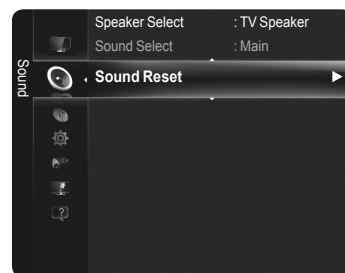 Sound
Speaker Select : TV Speaker
Sound Select : Main
Sound Reset